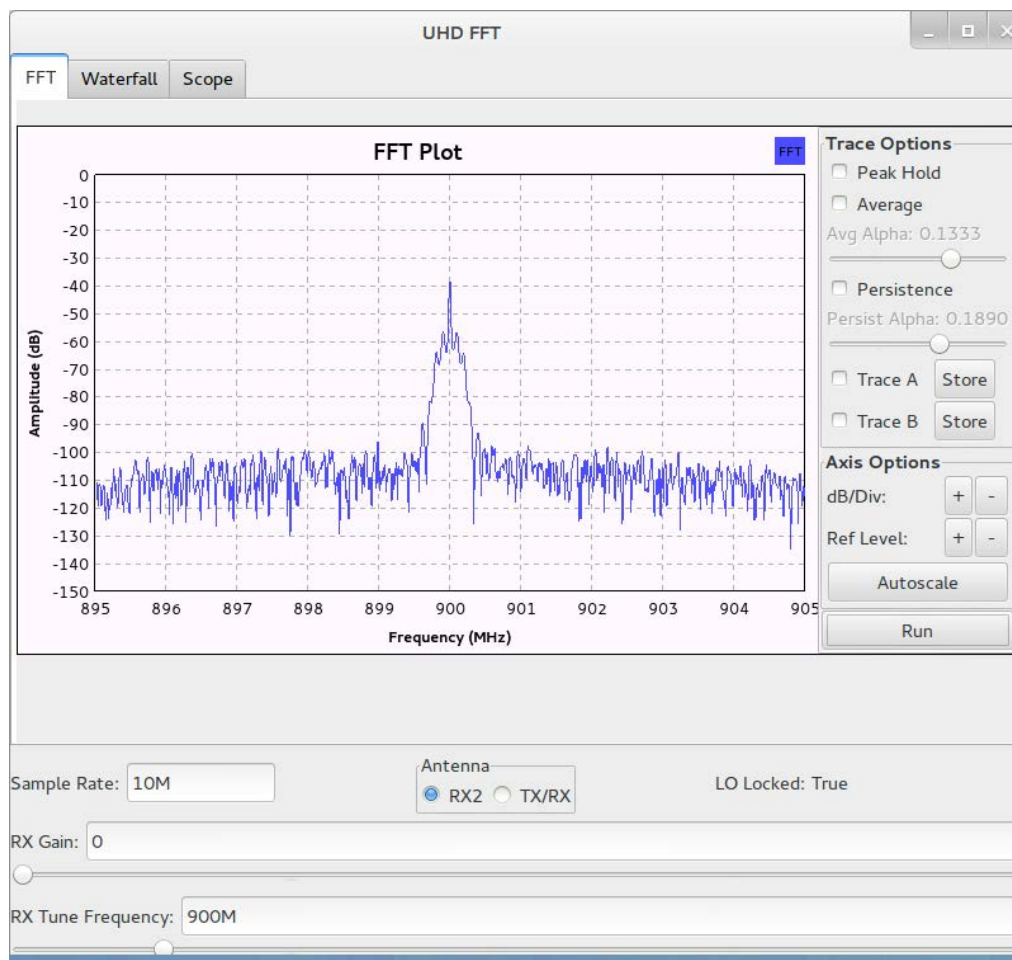 UHD FFT
FFT Waterfall Scope
FFT Plot
FFT
0
-10
-20
-30
-40
-50
-60
-70
-80
-90
-100
-110
-120
-130
-140
-150
Amplitude (dB)
895 896 897 898 899 900 901 902 903 904 905
Frequency (MHz)
Trace Options
Peak Hold
Average
Avg Alpha: 0.1333
Persistence
Persist Alpha: 0.1890
Trace A Store
Trace B Store
Axis Options
dB/Div: + -
Ref Level: + -
Autoscale
Run
Sample Rate: 10M
Antenna
RX2 TX/RX
LO Locked: True
RX Gain: 0
RX Tune Frequency: 900M